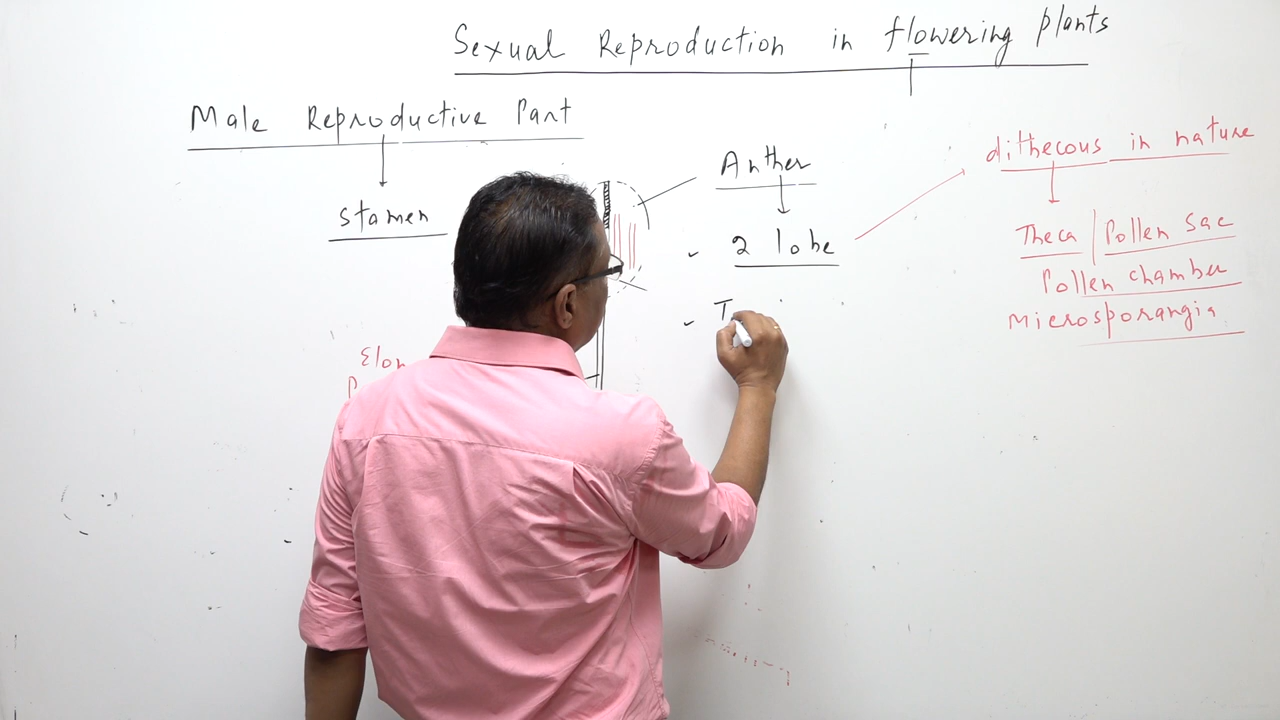 Sexual Reproduction in flowering plants
Male Reproductive Part
stamen
Anther
2 lobe
dithecous in nature
Theca / Pollen sac
Pollen chamber
Microsporangia